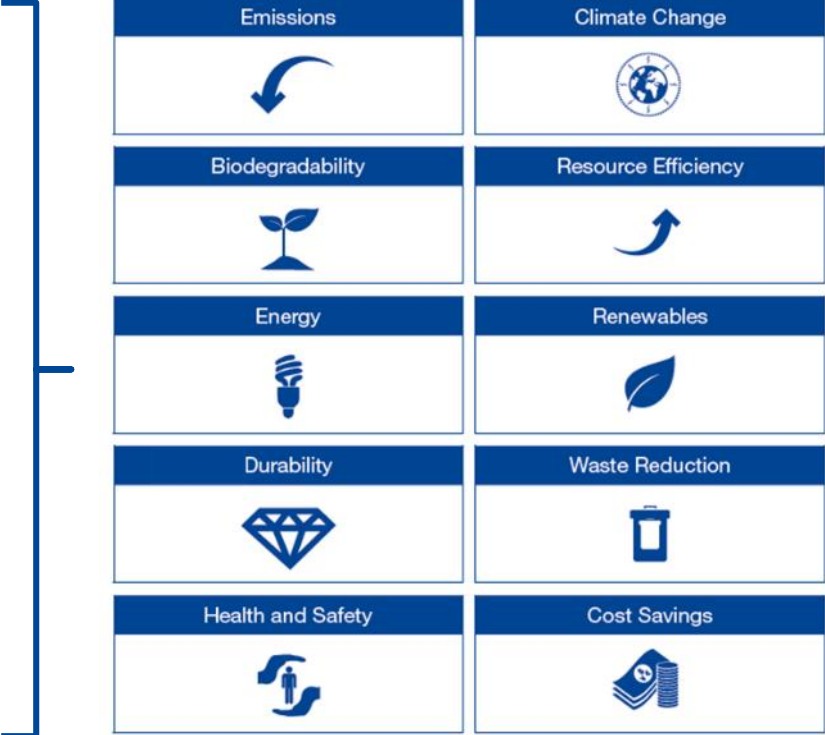 Emissions
Climate Change
Biodegradability
Resource Efficiency
Energy
Renewables
Durability
Waste Reduction
Health and Safety
Cost Savings